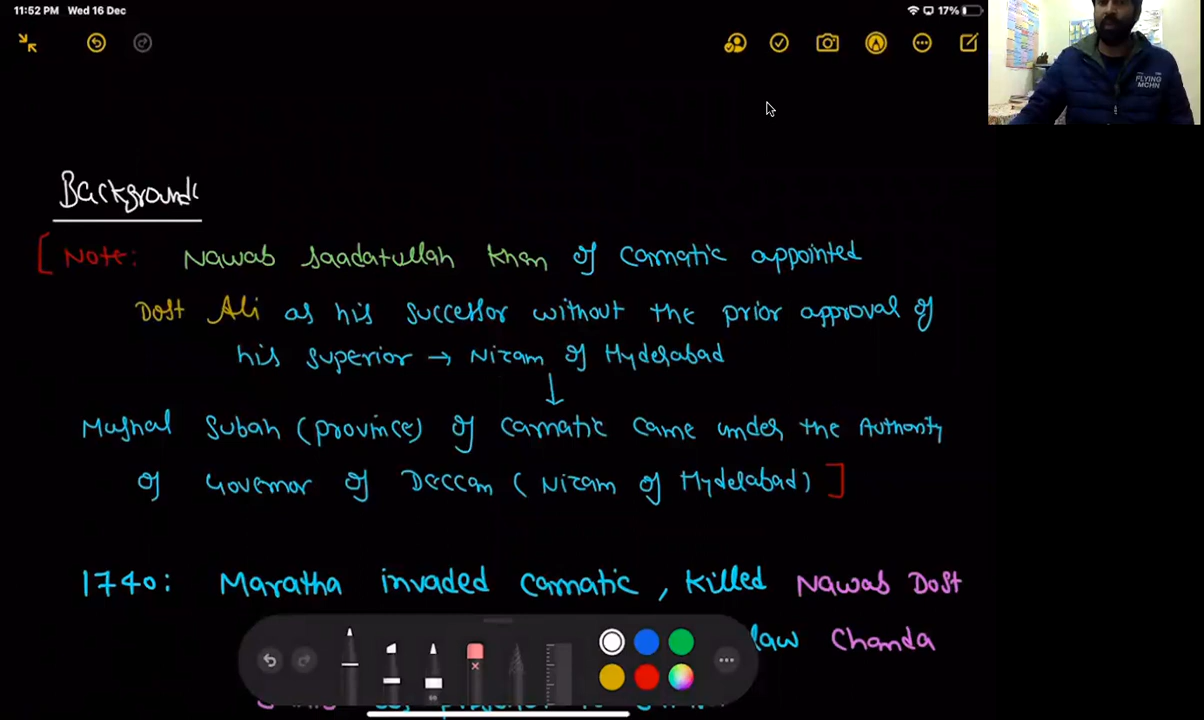 11:52 PM Wed 16 Dec 17%
FLYING
MCHN
Background
[Note: Nawab Saadatullah Khan of Carnatic appointed
Dost Ali as his successor without the prior approval of
his superior → Nizam of Hyderabad
↓
Mughal Subah (province) of Carnatic came under the Authority
of Governor of Deccan (Nizam of Hyderabad)]
1740: Maratha invaded Carnatic, killed Nawab Dost
law Chanda